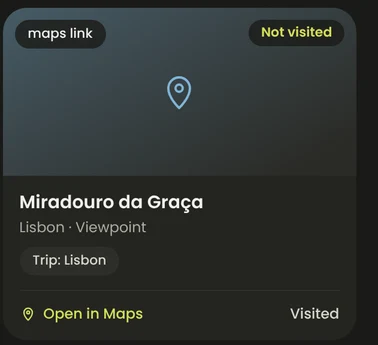 maps link
Not visited
Miradouro da Graça
Lisbon · Viewpoint
Trip: Lisbon
Open in Maps
Visited